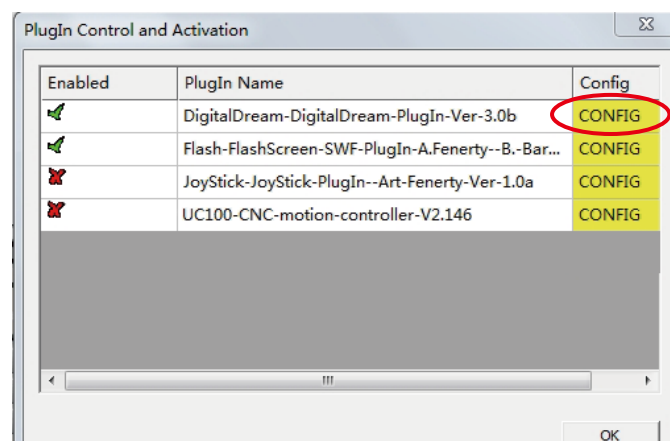 PlugIn Control and Activation
Enabled PlugIn Name Config
DigitalDream-DigitalDream-PlugIn-Ver-3.0b CONFIG
Flash-FlashScreen-SWF-PlugIn-A.Fenerty--B.-Bar... CONFIG
JoyStick-JoyStick-PlugIn--Art-Fenerty-Ver-1.0a CONFIG
UC100-CNC-motion-controller-V2.146 CONFIG
OK